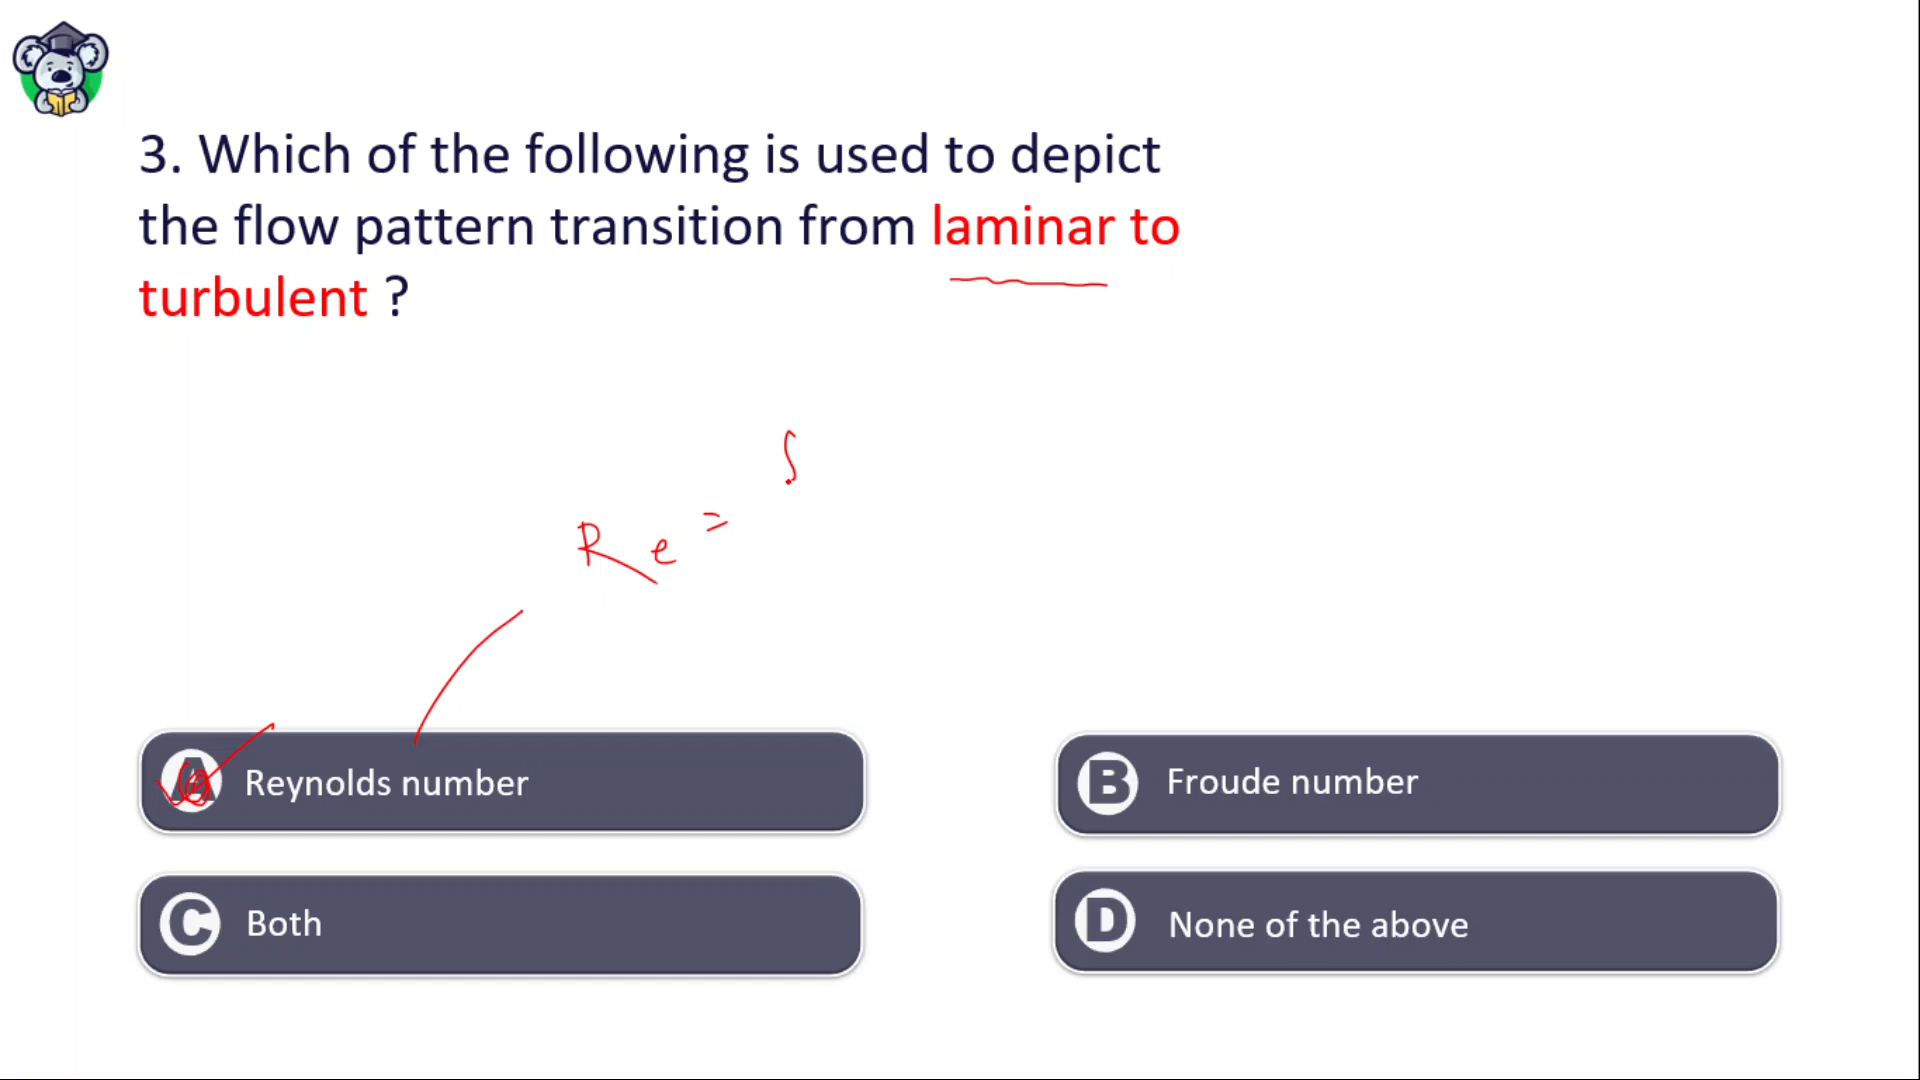 3. Which of the following is used to depict
the flow pattern transition from laminar to
turbulent ?
Re =
A Reynolds number
B Froude number
C Both
D None of the above